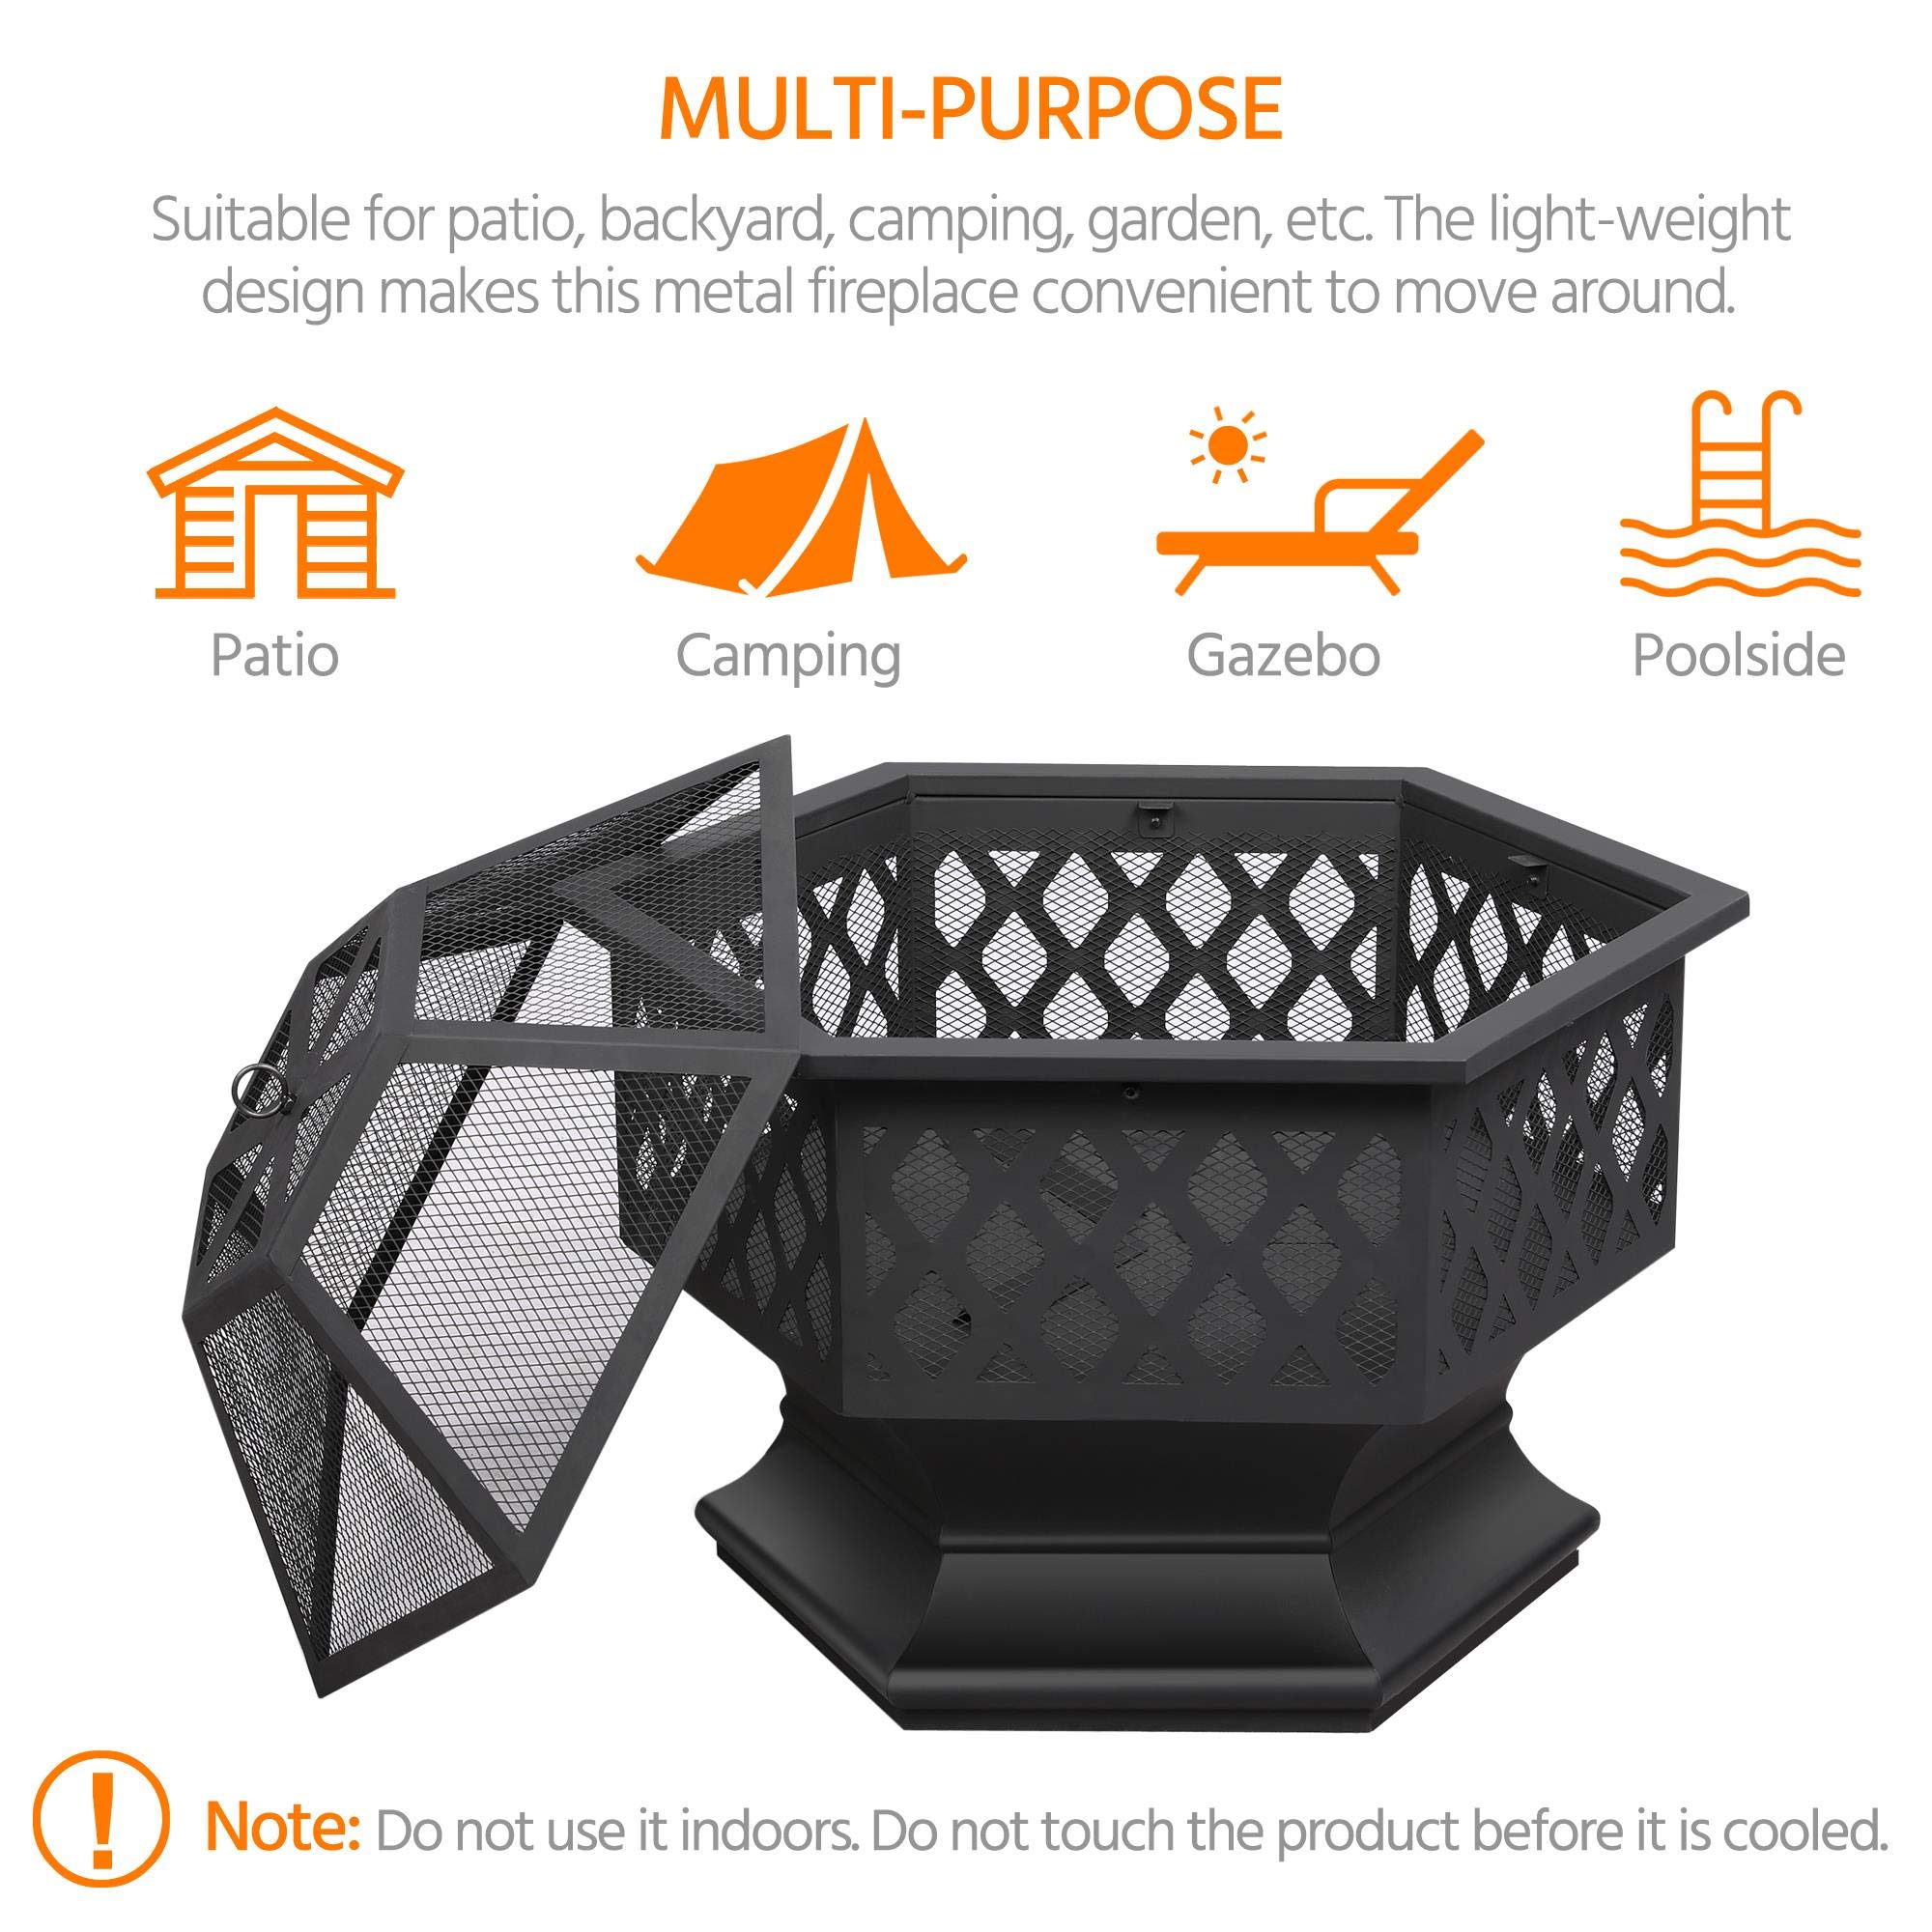 MULTI-PURPOSE
Suitable for patio, backyard, camping, garden, etc. The light-weight
design makes this metal fireplace convenient to move around.
Patio
Camping
Gazebo
Poolside
Note: Do not use it indoors. Do not touch the product before it is cooled.